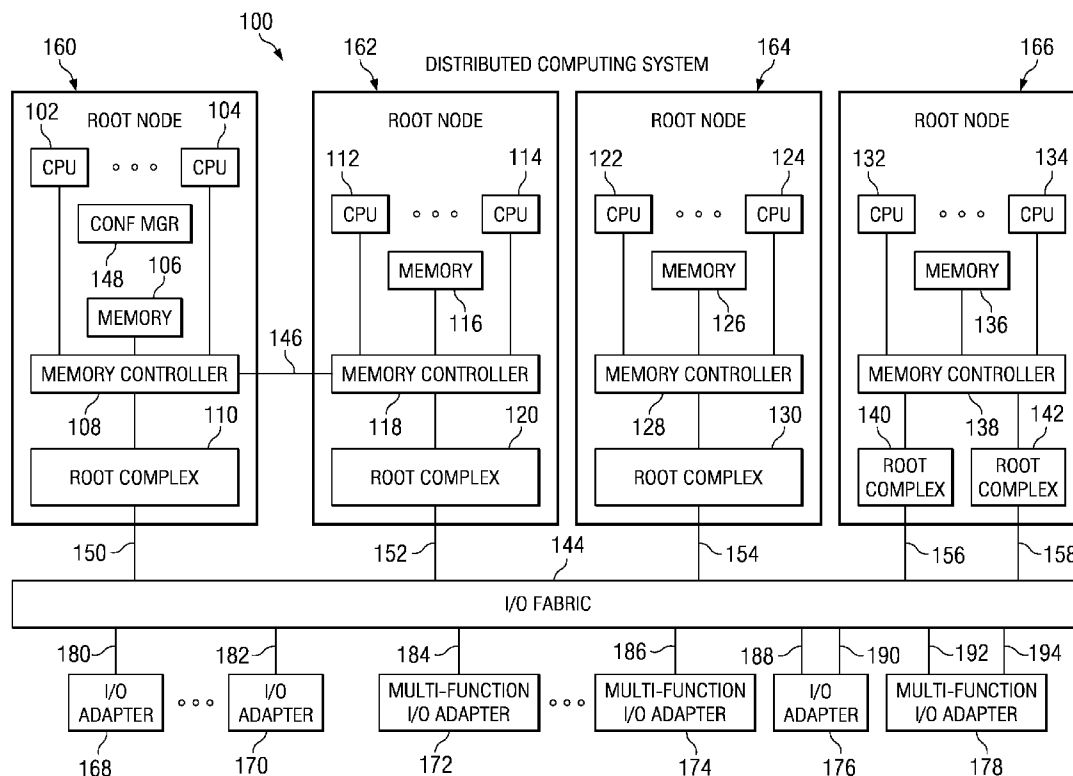 100
160
162
DISTRIBUTED COMPUTING SYSTEM
164
166
ROOT NODE
ROOT NODE
ROOT NODE
ROOT NODE
102
104
CPU
CPU
112
114
CPU
CPU
122
124
CPU
CPU
132
134
CPU
CPU
CONF MGR
148
106
MEMORY
MEMORY
116
MEMORY
126
MEMORY
136
146
MEMORY CONTROLLER
MEMORY CONTROLLER
MEMORY CONTROLLER
MEMORY CONTROLLER
108
110
118
120
128
130
140
138
142
ROOT COMPLEX
ROOT COMPLEX
ROOT COMPLEX
ROOT
COMPLEX
ROOT
COMPLEX
150
152
144
154
156
158
I/O FABRIC
180
182
184
186
188
190
192
194
I/O
ADAPTER
I/O
ADAPTER
MULTI-FUNCTION
I/O ADAPTER
MULTI-FUNCTION
I/O ADAPTER
I/O
ADAPTER
MULTI-FUNCTION
I/O ADAPTER
168
170
172
174
176
178